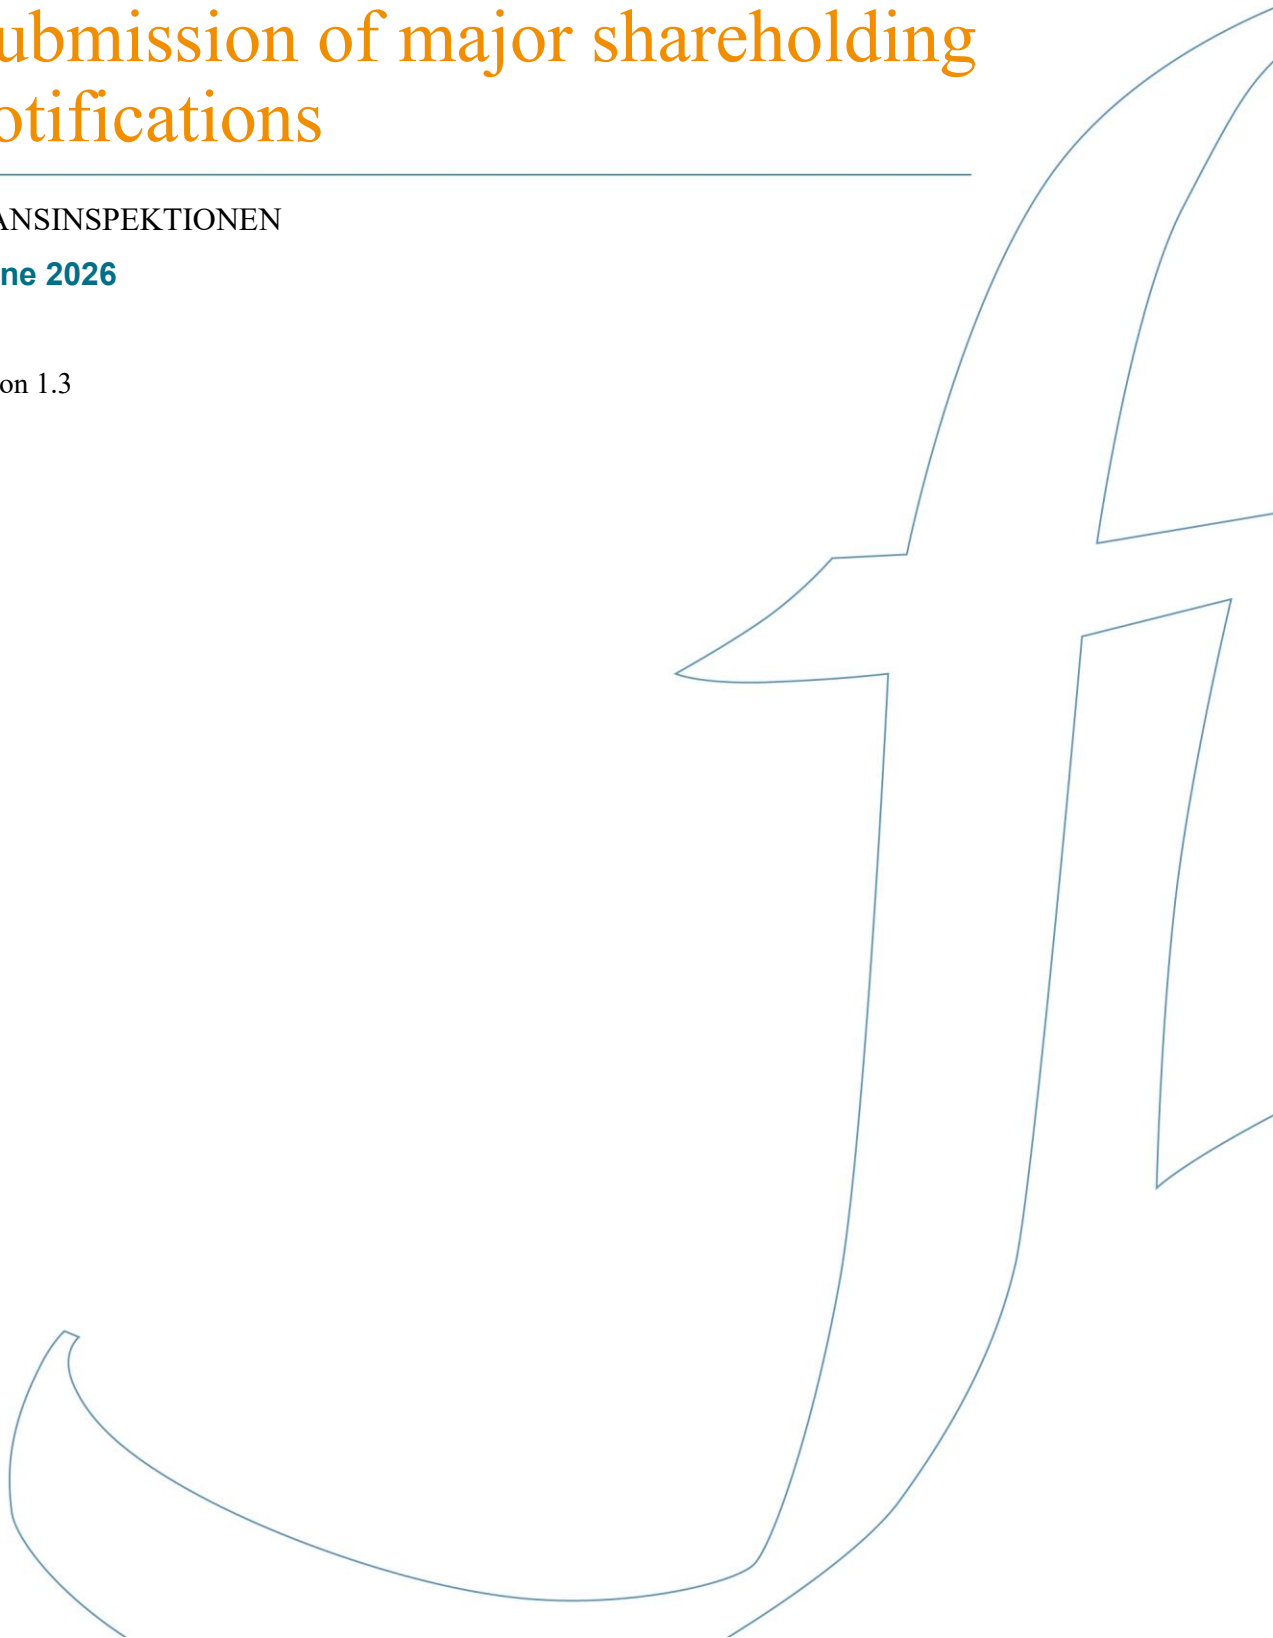 ubmission of major shareholding
otifications
ANSINSPEKTIONEN
ne 2026
on 1.3